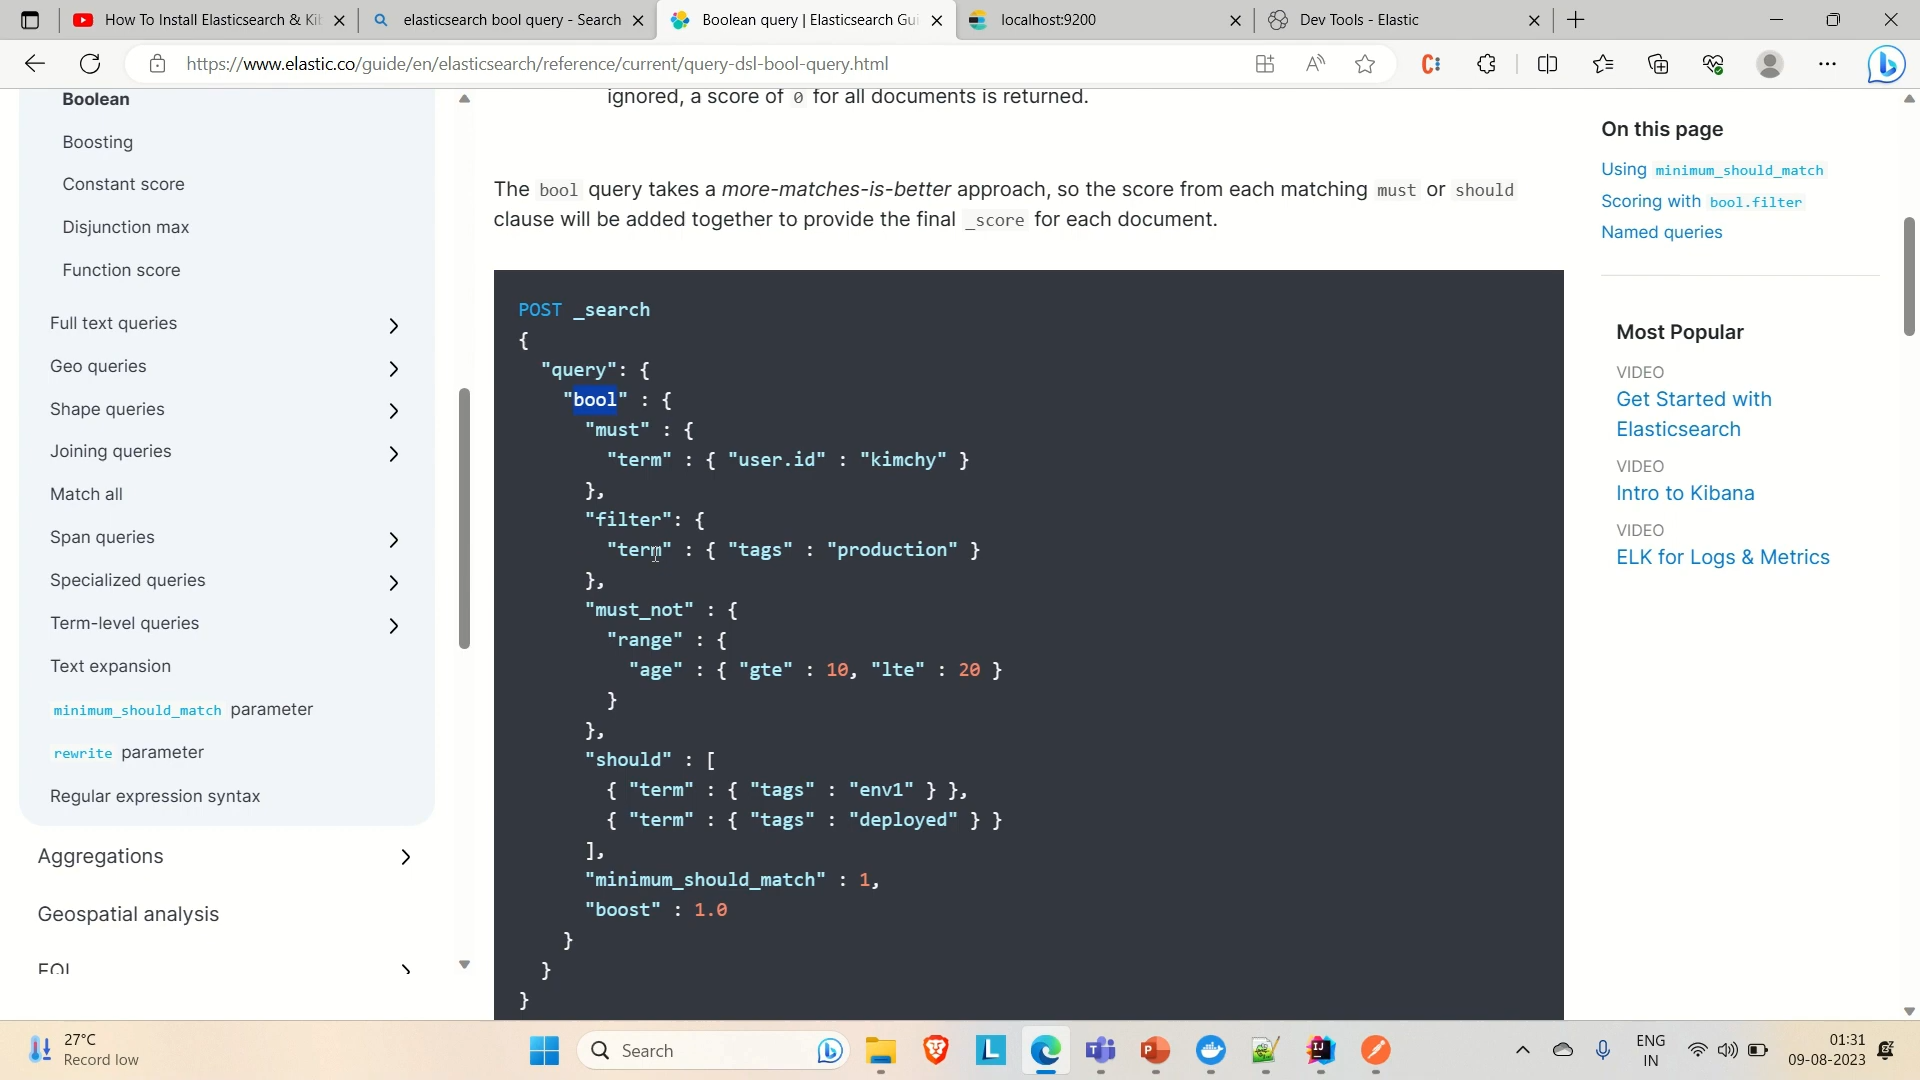 How To Install Elasticsearch & Ki
elasticsearch bool query - Search
Boolean query | Elasticsearch Gui
localhost:9200
Dev Tools - Elastic
https://www.elastic.co/guide/en/elasticsearch/reference/current/query-dsl-bool-query.html
Boolean
Boosting
Constant score
Disjunction max
Function score
Full text queries
Geo queries
Shape queries
Joining queries
Match all
Span queries
Specialized queries
Term-level queries
Text expansion
minimum_should_match parameter
rewrite parameter
Regular expression syntax
Aggregations
Geospatial analysis
EQL
ignored, a score of 0 for all documents is returned.
The bool query takes a more-matches-is-better approach, so the score from each matching must or should
clause will be added together to provide the final _score for each document.
POST _search
{
"query": {
"bool" : {
"must" : {
"term" : { "user.id" : "kimchy" }
},
"filter": {
"term" : { "tags" : "production" }
},
"must_not" : {
"range" : {
"age" : { "gte" : 10, "lte" : 20 }
}
},
"should" : [
{ "term" : { "tags" : "env1" } },
{ "term" : { "tags" : "deployed" } }
],
"minimum_should_match" : 1,
"boost" : 1.0
}
}
}
On this page
Using minimum_should_match
Scoring with bool.filter
Named queries
Most Popular
VIDEO
Get Started with
Elasticsearch
VIDEO
Intro to Kibana
VIDEO
ELK for Logs & Metrics
27°C
Record low
Search
ENG
IN
01:31
09-08-2023